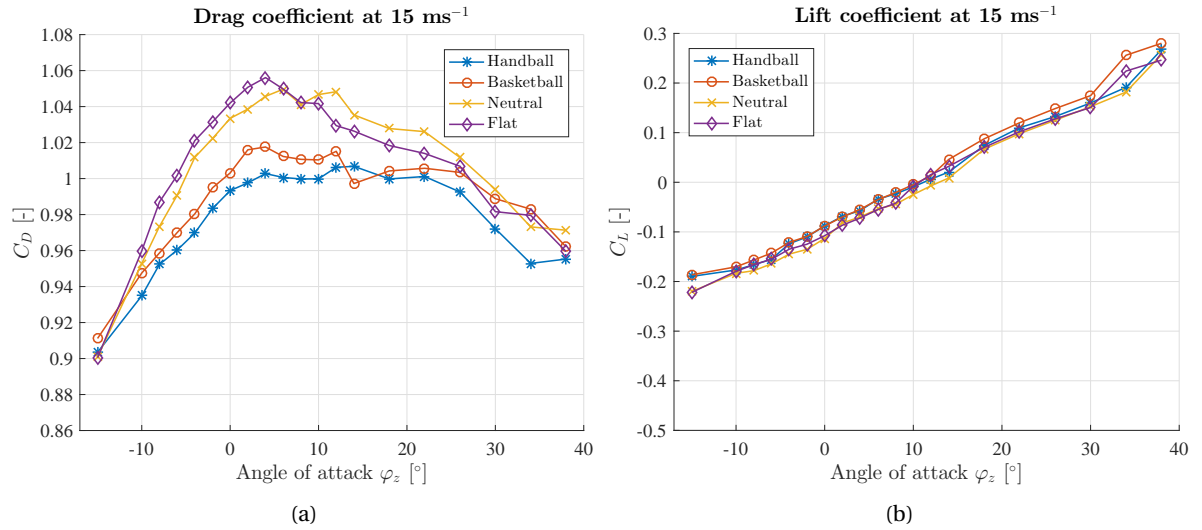 Drag coefficient at 15 ms⁻¹
1.08
1.06
1.04
1.02
1
0.98
0.96
0.94
0.92
0.9
0.88
0.86
C_D [-]
Handball
Basketball
Neutral
Flat
-10
0
10
20
30
40
Angle of attack φ_z [°]
(a)
Lift coefficient at 15 ms⁻¹
0.3
0.2
0.1
0
-0.1
-0.2
-0.3
-0.4
-0.5
C_L [-]
Handball
Basketball
Neutral
Flat
-10
0
10
20
30
40
Angle of attack φ_z [°]
(b)